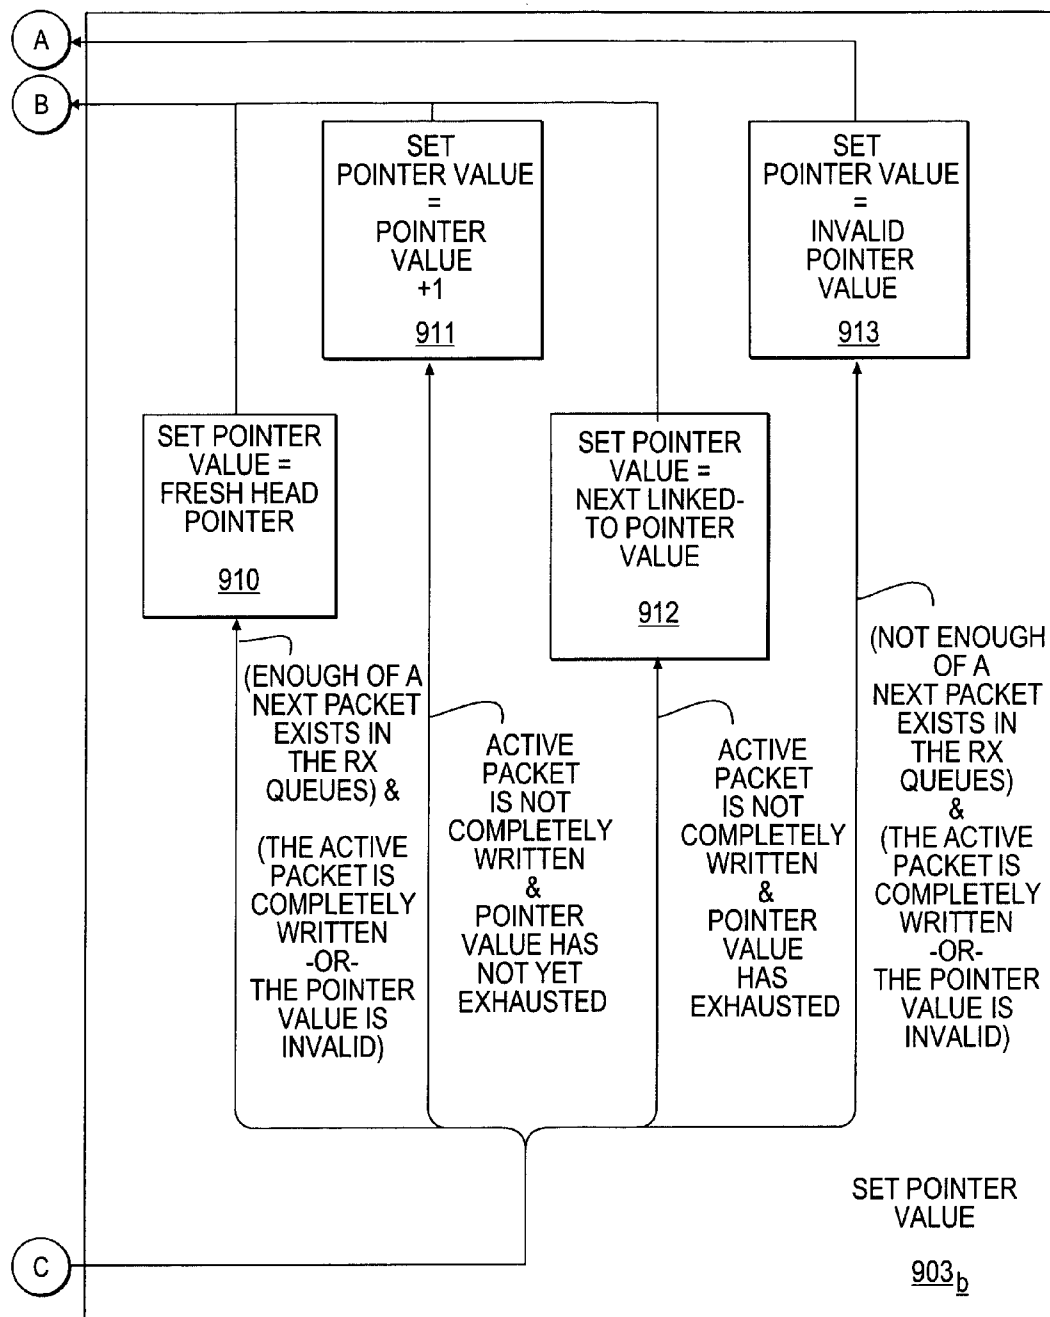 A
B
SET
POINTER VALUE
=
POINTER
VALUE
+1
911
SET
POINTER VALUE
=
INVALID
POINTER
VALUE
913
SET POINTER
VALUE =
FRESH HEAD
POINTER
910
SET POINTER
VALUE =
NEXT LINKED-
TO POINTER
VALUE
912
(ENOUGH OF A
NEXT PACKET
EXISTS IN
THE RX
QUEUES) &
(THE ACTIVE
PACKET IS
COMPLETELY
WRITTEN
-OR-
THE POINTER
VALUE IS
INVALID)
ACTIVE
PACKET
IS NOT
COMPLETELY
WRITTEN
&
POINTER
VALUE HAS
NOT YET
EXHAUSTED
ACTIVE
PACKET
IS NOT
COMPLETELY
WRITTEN
&
POINTER
VALUE
HAS
EXHAUSTED
(NOT ENOUGH
OF A
NEXT PACKET
EXISTS IN
THE RX
QUEUES)
&
(THE ACTIVE
PACKET IS
COMPLETELY
WRITTEN
-OR-
THE POINTER
VALUE IS
INVALID)
SET POINTER
VALUE
903b
C